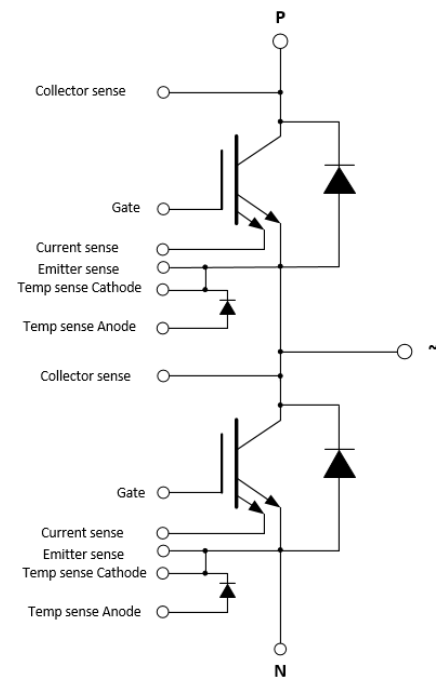 P
Collector sense
Gate
Current sense
Emitter sense
Temp sense Cathode
Temp sense Anode
~
Collector sense
Gate
Current sense
Emitter sense
Temp sense Cathode
Temp sense Anode
N